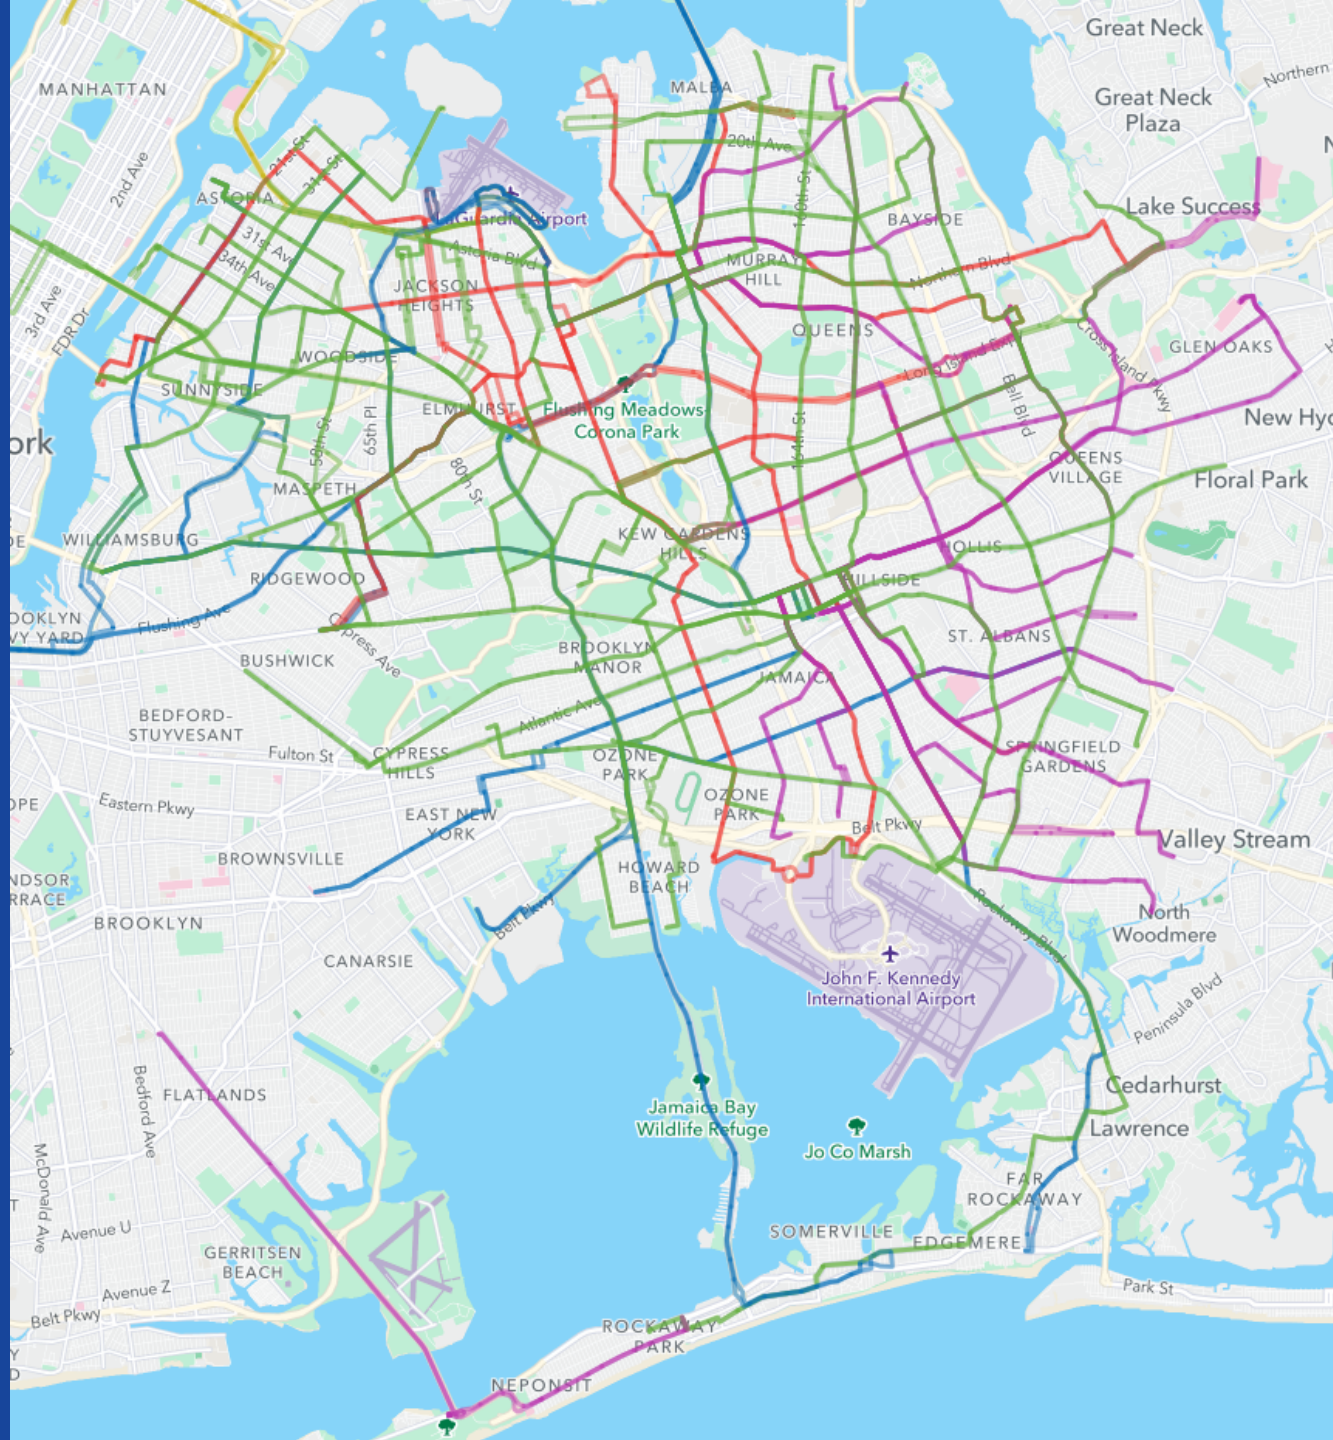 Great Neck
Northern
MANHATTAN
MALBA
Great Neck
Plaza
2nd Ave
21st St
31st St
20th Ave
160th St
ASTORIA
LaGuardia Airport
BAYSIDE
Lake Success
31st Ave
34th Ave
Astoria Blvd
MURRAY
HILL
Northern Blvd
3rd Ave
FDR Dr
JACKSON
HEIGHTS
QUEENS
Cross Island Pkwy
GLEN OAKS
WOODSIDE
Long Island Exp
SUNNYSIDE
ELMHURST
Flushing Meadows
Corona Park
Bell Blvd
New Hyd
ork
58th St
65th Pl
80th St
164th St
QUEENS
VILLAGE
Floral Park
MASPETH
WILLIAMSBURG
KEW GARDENS
HILLS
HOLLIS
DE
RIDGEWOOD
HILLSIDE
OOKLYN
VY YARD
Flushing Ave
Cypress Ave
ST. ALBANS
BUSHWICK
BROOKLYN
MANOR
JAMAICA
BEDFORD-
STUYVESANT
Atlantic Ave
Fulton St
CYPRESS
HILLS
OZONE
PARK
SPRINGFIELD
GARDENS
OPE
Eastern Pkwy
EAST NEW
YORK
OZONE
PARK
Belt Pkwy
Valley Stream
BROWNSVILLE
HOWARD
BEACH
NDSOR
RRACE
BROOKLYN
Belt Pkwy
Rockaway Blvd
North
Woodmere
CANARSIE
John F. Kennedy
International Airport
Peninsula Blvd
Bedford Ave
FLATLANDS
Cedarhurst
Jamaica Bay
Wildlife Refuge
Jo Co Marsh
Lawrence
McDonald Ave
FAR
ROCKAWAY
T
Avenue U
SOMERVILLE
EDGEMERE
GERRITSEN
BEACH
Avenue Z
Park St
Belt Pkwy
ROCKAWAY
PARK
Y
D
NEPONSIT